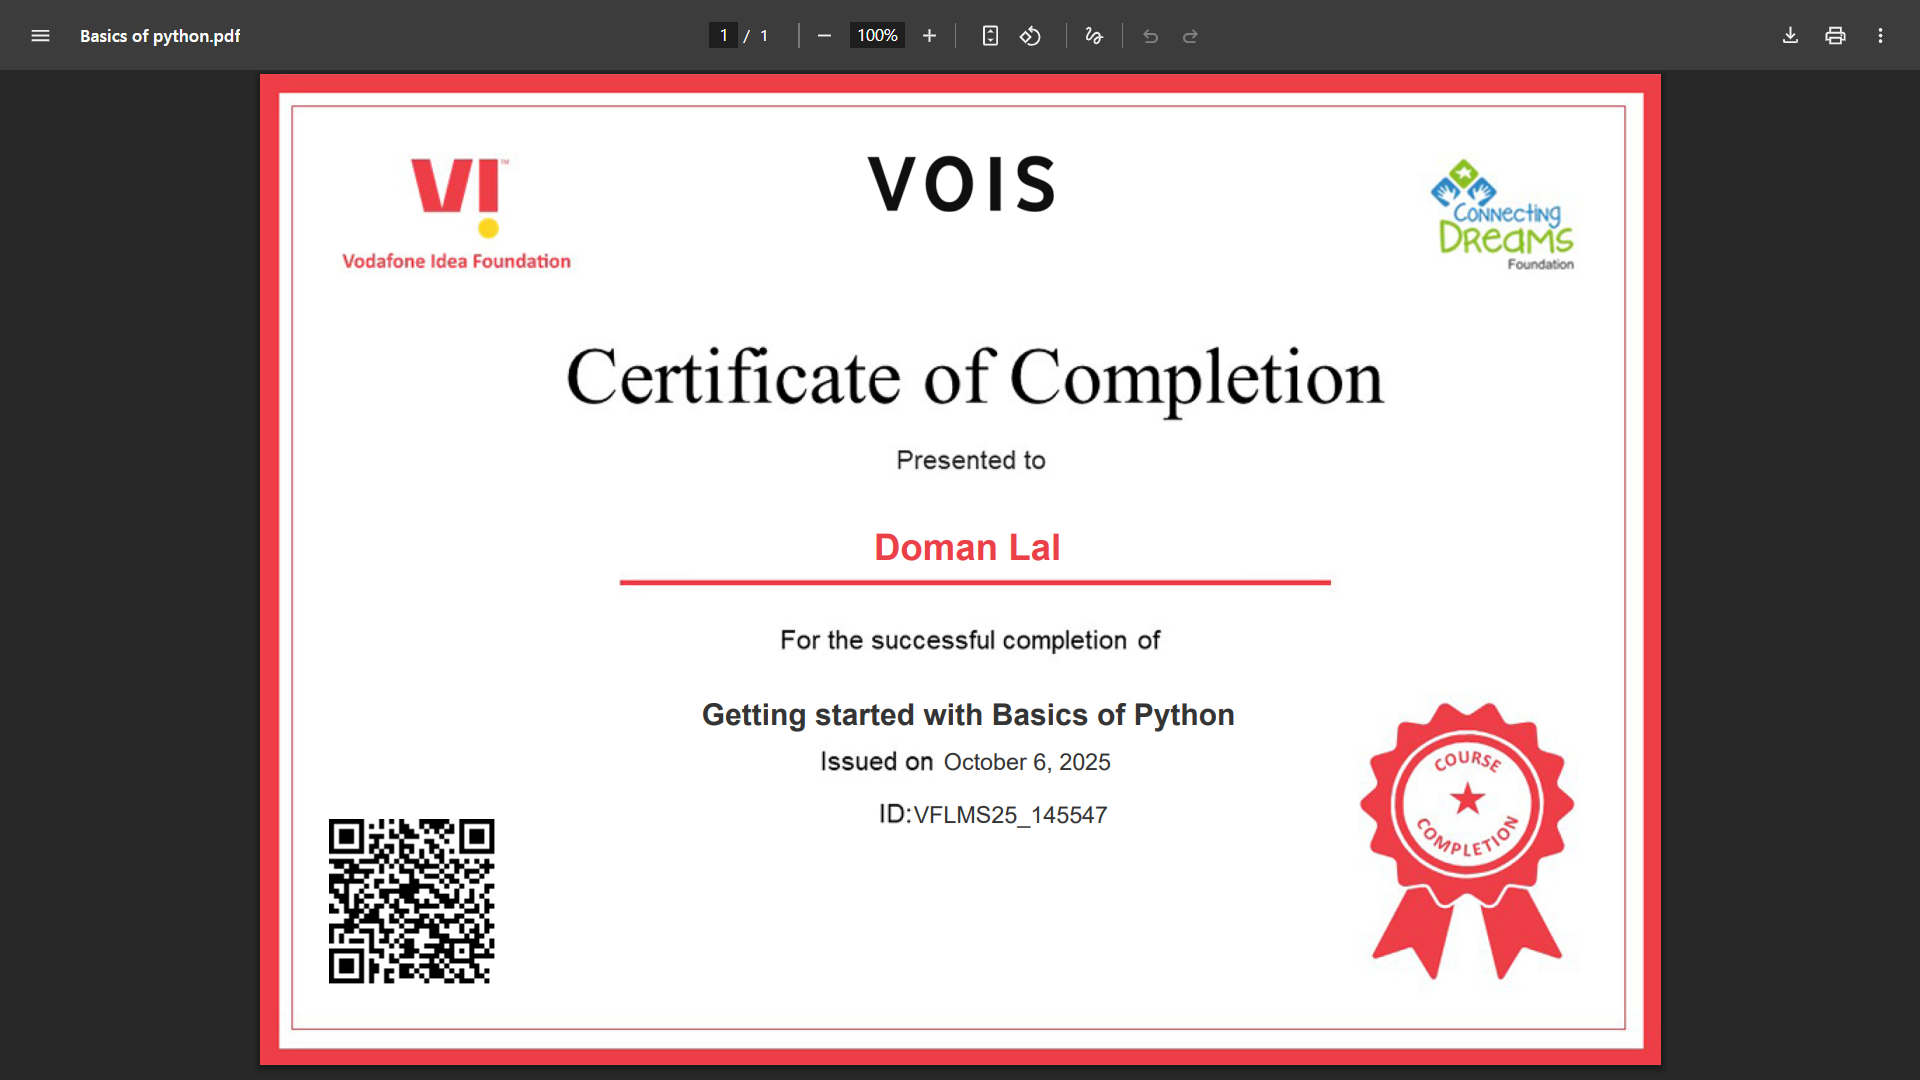 Basics of python.pdf
1 / 1
100%
VI™
Vodafone Idea Foundation
VOIS
Connecting
Dreams
Foundation
Certificate of Completion
Presented to
Doman Lal
For the successful completion of
Getting started with Basics of Python
Issued on October 6, 2025
ID:VFLMS25_145547
COURSE
COMPLETION